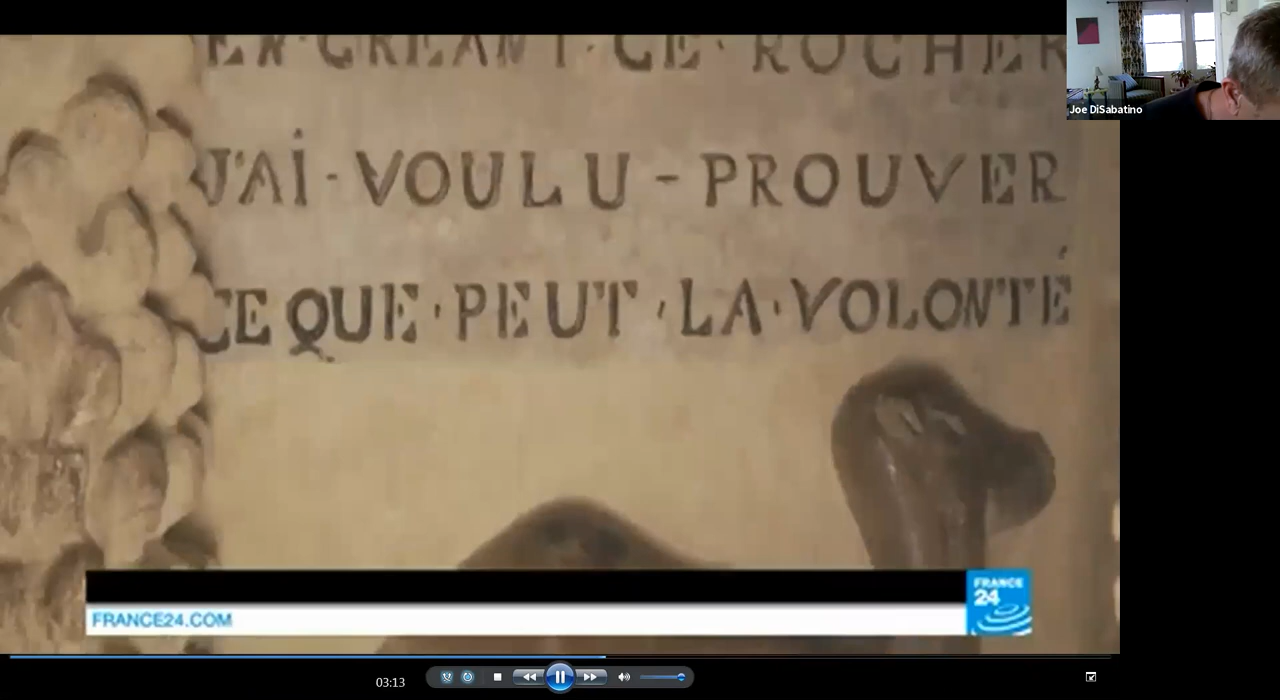 EN·CRÉANT·CE·ROCHER
J'AI-VOULU-PROUVER
CE QUE·PEUT·LA·VOLONTÉ
Joe DiSabatino
FRANCE24.COM
FRANCE
24
03:13